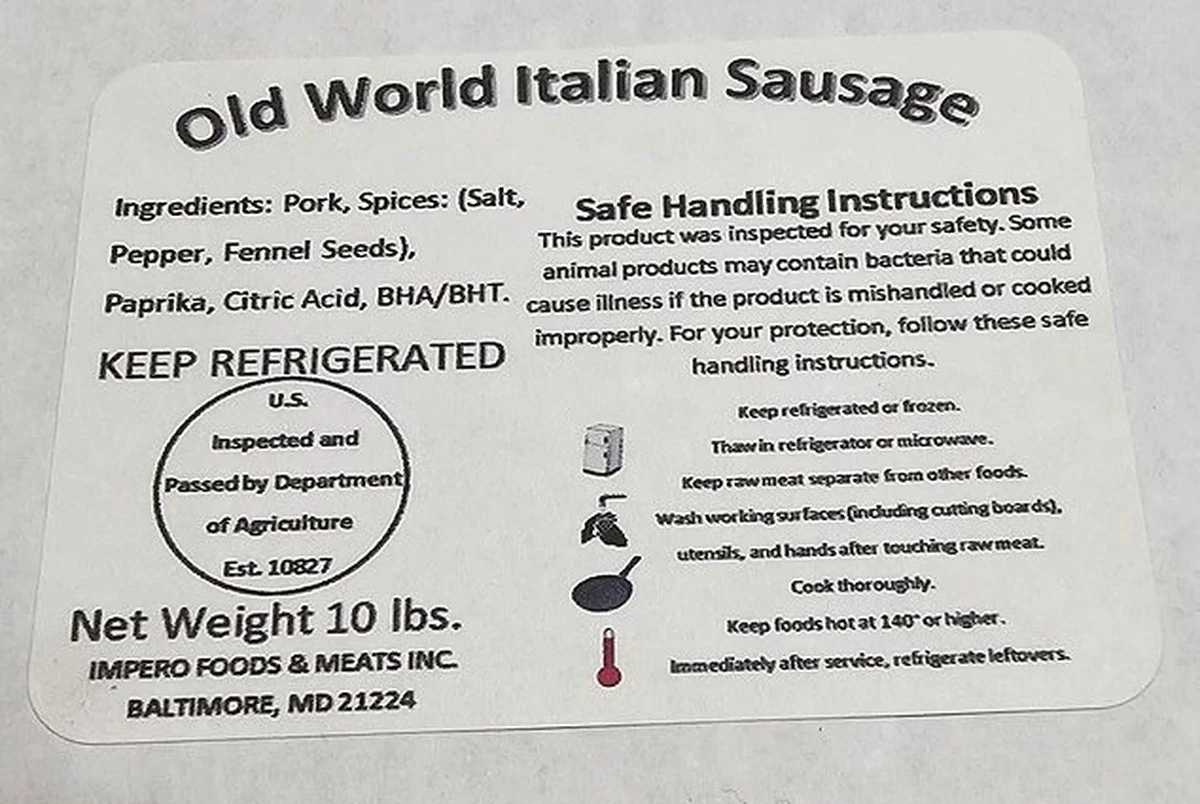 Old World Italian Sausage
Ingredients: Pork, Spices: (Salt,
Pepper, Fennel Seeds),
Paprika, Citric Acid, BHA/BHT.
KEEP REFRIGERATED
U.S.
Inspected and
Passed by Department
of Agriculture
Est. 10827
Net Weight 10 lbs.
IMPERO FOODS & MEATS INC.
BALTIMORE, MD 21224
Safe Handling Instructions
This product was inspected for your safety. Some
animal products may contain bacteria that could
cause illness if the product is mishandled or cooked
improperly. For your protection, follow these safe
handling instructions.
Keep refrigerated or frozen.
Thaw in refrigerator or microwave.
Keep raw meat separate from other foods.
Wash working surfaces (including cutting boards),
utensils, and hands after touching raw meat.
Cook thoroughly.
Keep foods hot at 140° or higher.
Immediately after service, refrigerate leftovers.